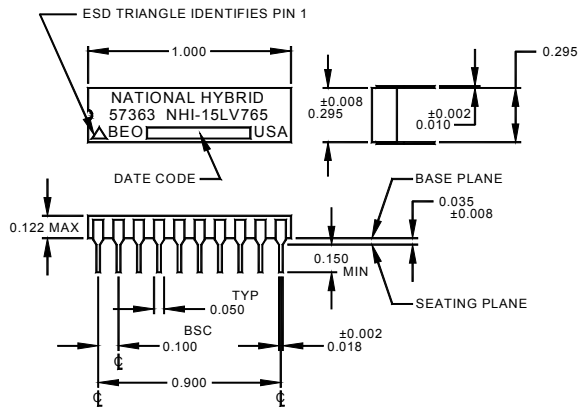 ESD TRIANGLE IDENTIFIES PIN 1
1.000
NATIONAL HYBRID
57363 NHI-15LV765
BEO USA
DATE CODE
±0.008
0.295
±0.002
0.010
0.295
0.122 MAX
BASE PLANE
0.035
±0.008
0.150
MIN
SEATING PLANE
TYP
0.050
BSC
0.100
±0.002
0.018
0.900
℄
℄
℄